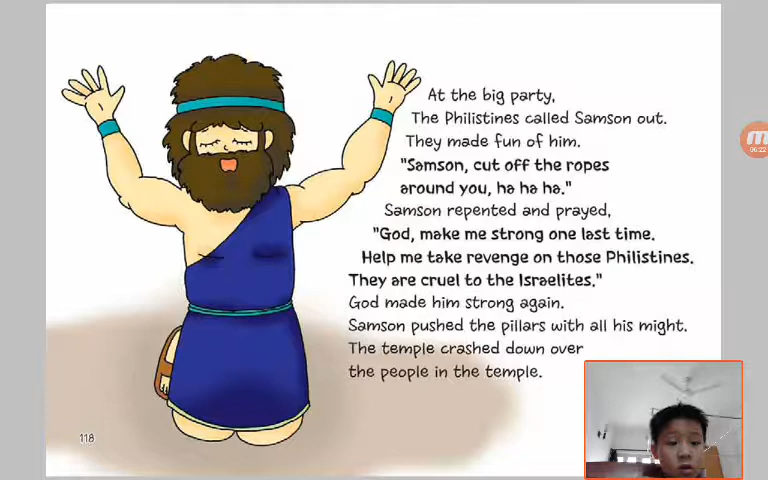 At the big party,
The Philistines called Samson out.
They made fun of him.
"Samson, cut off the ropes
around you, ha ha ha."
Samson repented and prayed,
"God, make me strong one last time.
Help me take revenge on those Philistines.
They are cruel to the Israelites."
God made him strong again.
Samson pushed the pillars with all his might.
The temple crashed down over
the people in the temple.
118
06:22